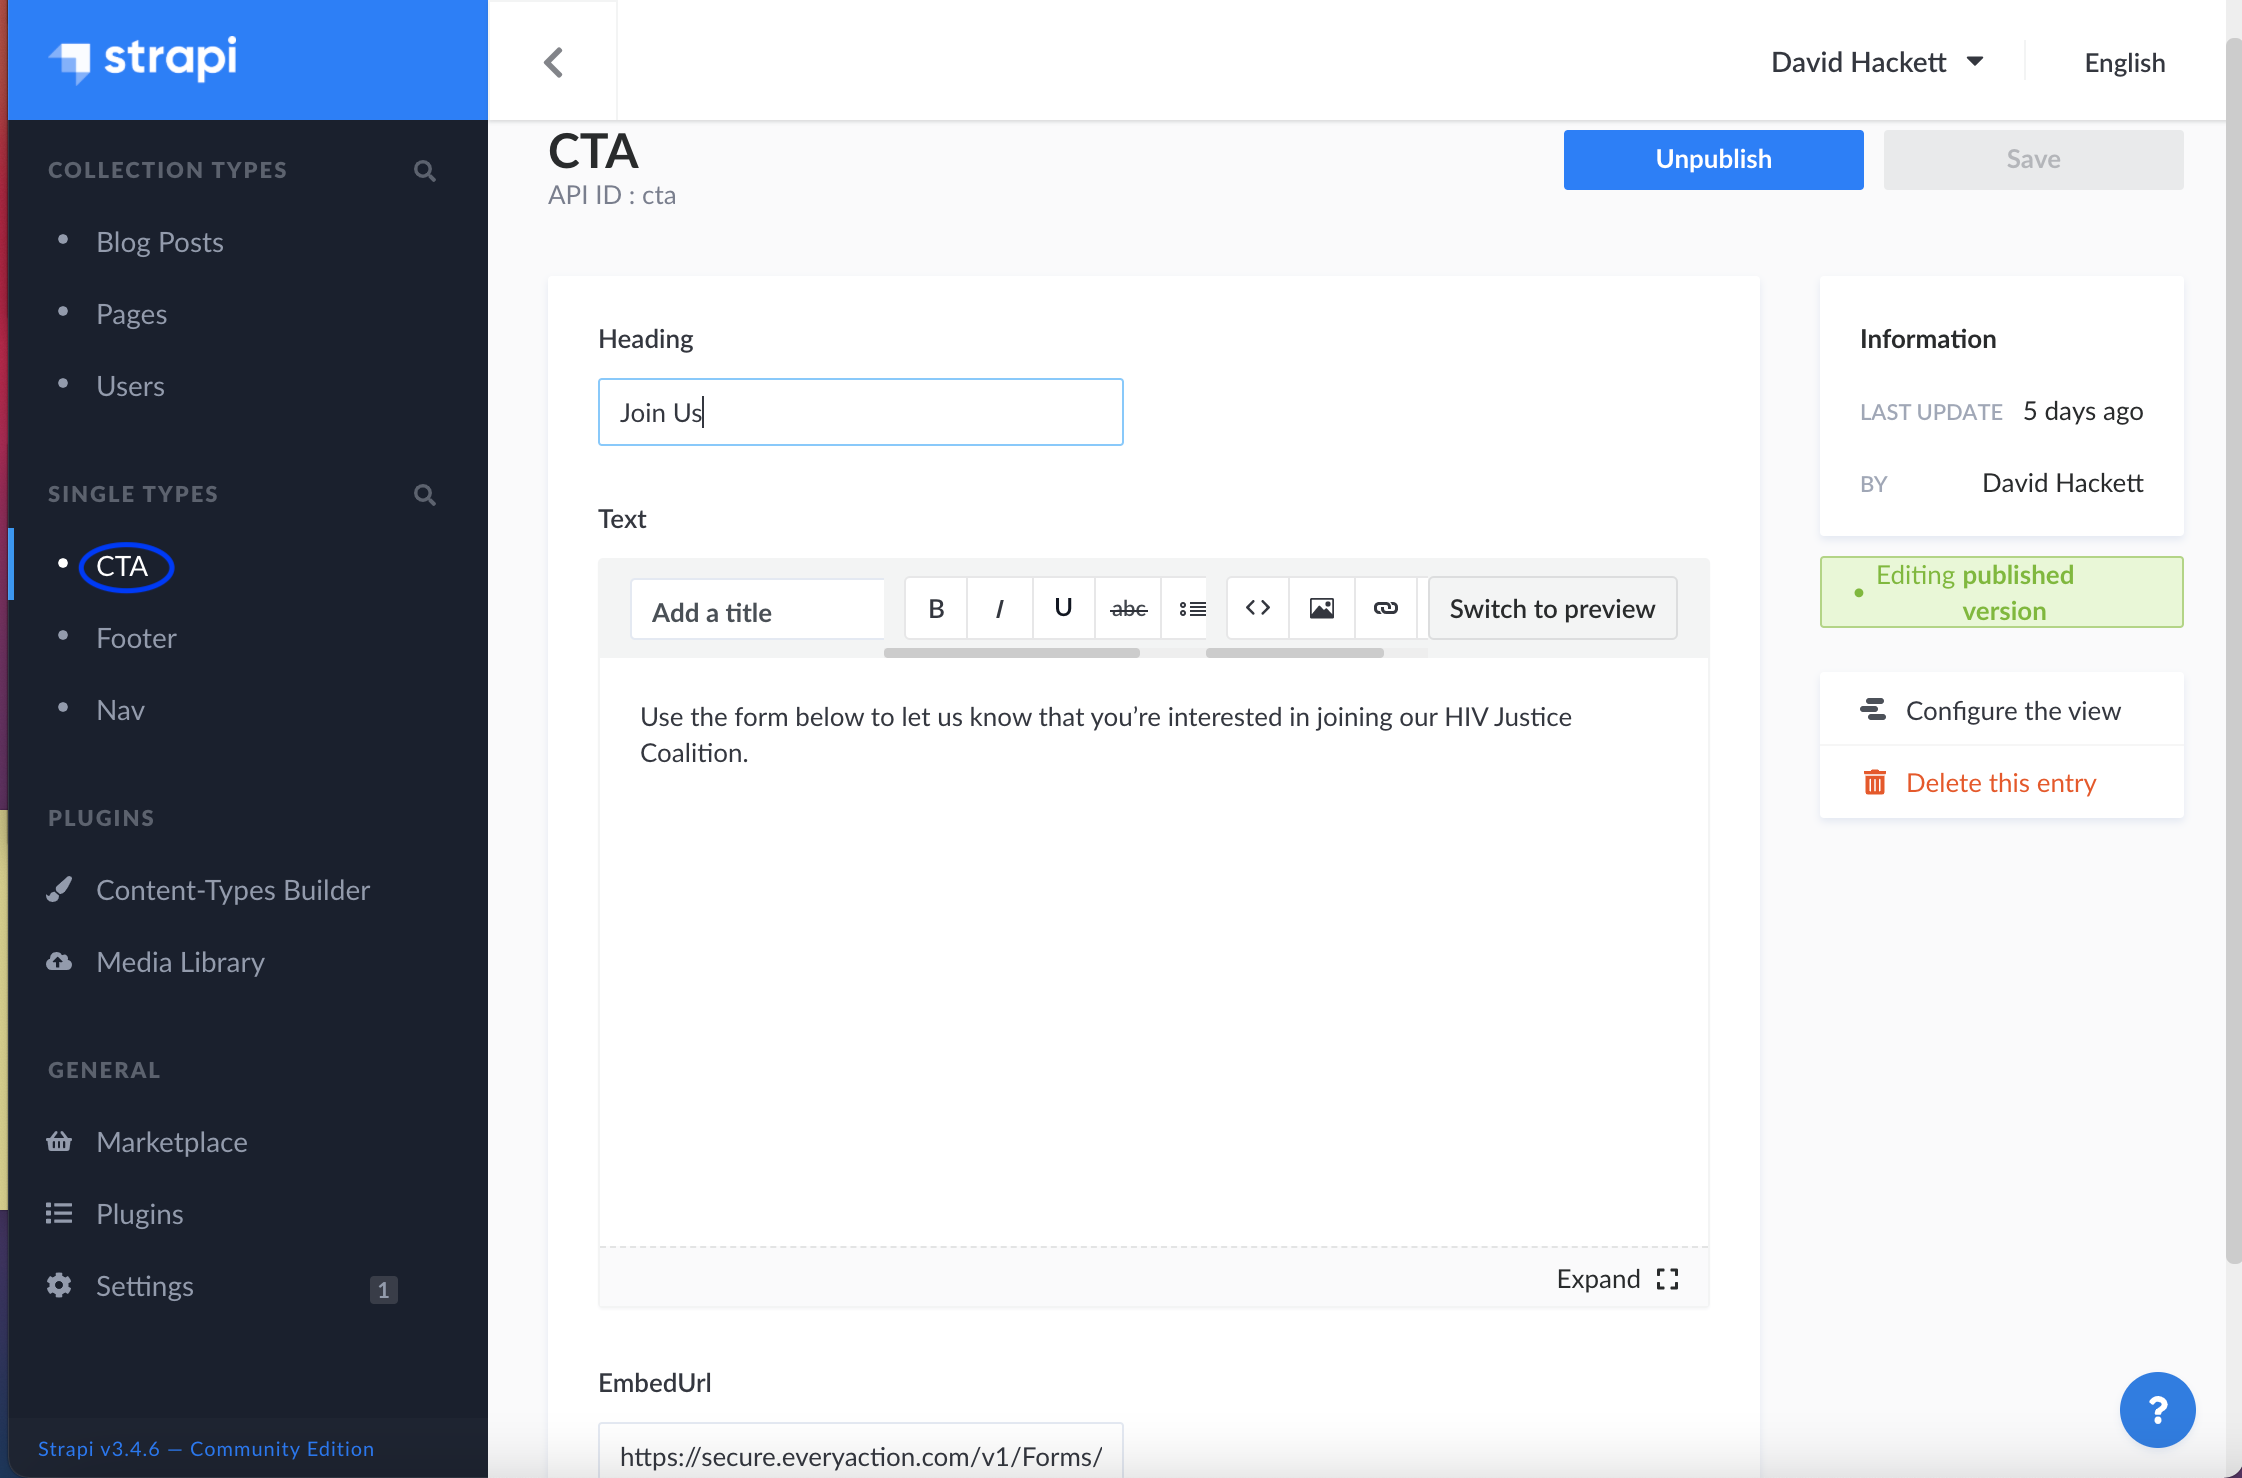 strapi
David Hackett
English
COLLECTION TYPES
Blog Posts
Pages
Users
SINGLE TYPES
CTA
Footer
Nav
PLUGINS
Content-Types Builder
Media Library
GENERAL
Marketplace
Plugins
Settings
1
Strapi v3.4.6 — Community Edition
CTA
API ID : cta
Unpublish
Save
Heading
Join Us
Text
Add a title
B I U abc
Switch to preview
Use the form below to let us know that you’re interested in joining our HIV Justice
Coalition.
Expand
EmbedUrl
https://secure.everyaction.com/v1/Forms/
Information
LAST UPDATE 5 days ago
BY David Hackett
Editing published
version
Configure the view
Delete this entry
?